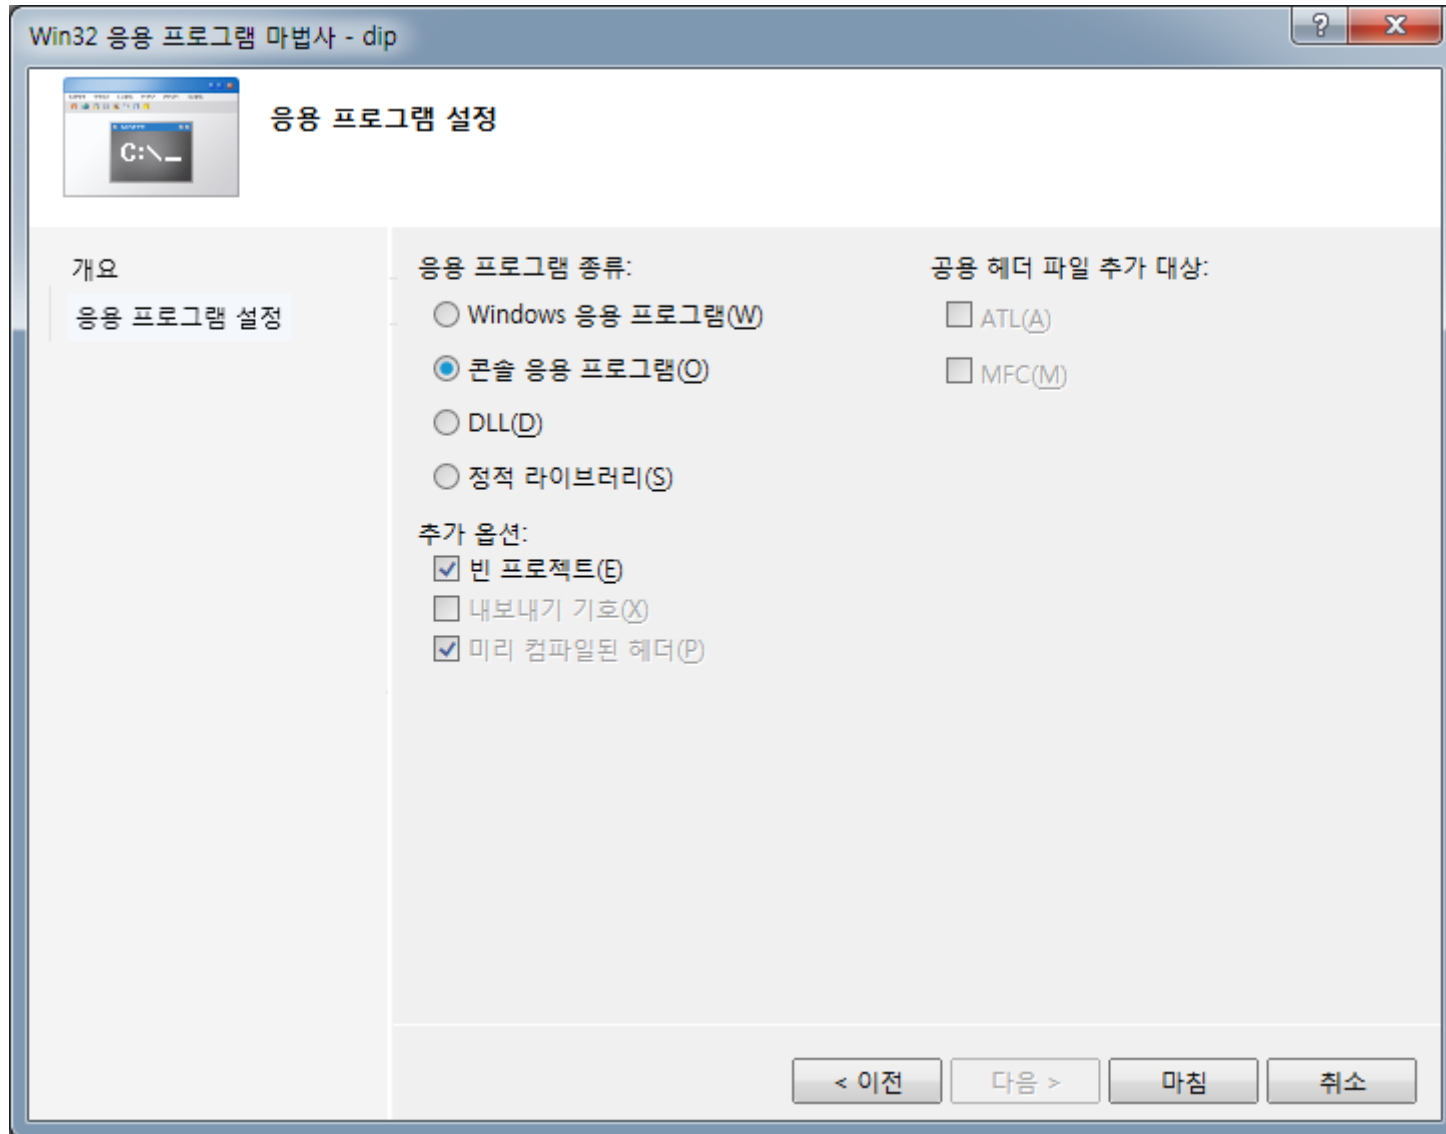 Win32 응용 프로그램 마법사 - dip
C:\_
응용 프로그램 설정
개요
응용 프로그램 설정
응용 프로그램 종류:
Windows 응용 프로그램(W)
콘솔 응용 프로그램(O)
DLL(D)
정적 라이브러리(S)
추가 옵션:
빈 프로젝트(E)
내보내기 기호(X)
미리 컴파일된 헤더(P)
공용 헤더 파일 추가 대상:
ATL(A)
MFC(M)
< 이전
다음 >
마침
취소